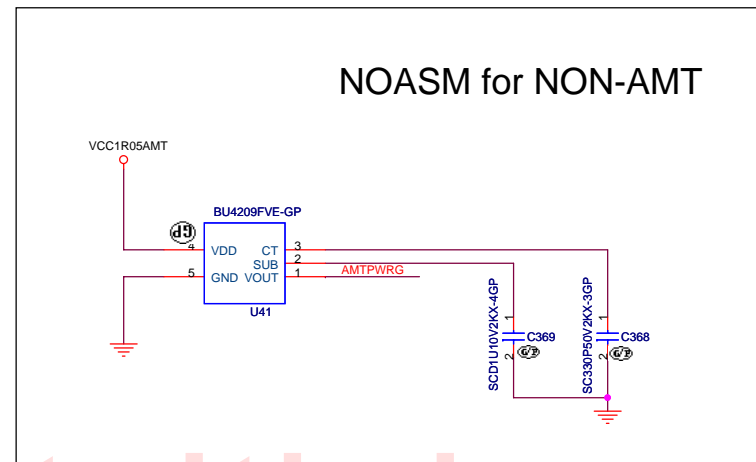 NOASM for NON-AMT
VCC1R05AMT
BU4209FVE-GP
GP
4 VDD CT 3
SUB 2
5 GND VOUT 1 AMTPWRG
U41
SCD1U10V2KX-4GP
1
C369
2
G/P
SC330P50V2KX-3GP
1
C368
2
G/P